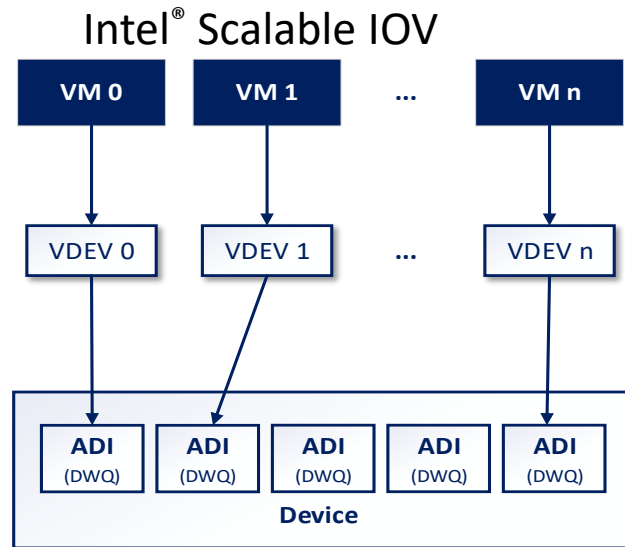 Intel® Scalable IOV
VM 0 VM 1 ... VM n
VDEV 0 VDEV 1 ... VDEV n
ADI ADI ADI ADI ADI
(DWQ) (DWQ) (DWQ) (DWQ) (DWQ)
Device